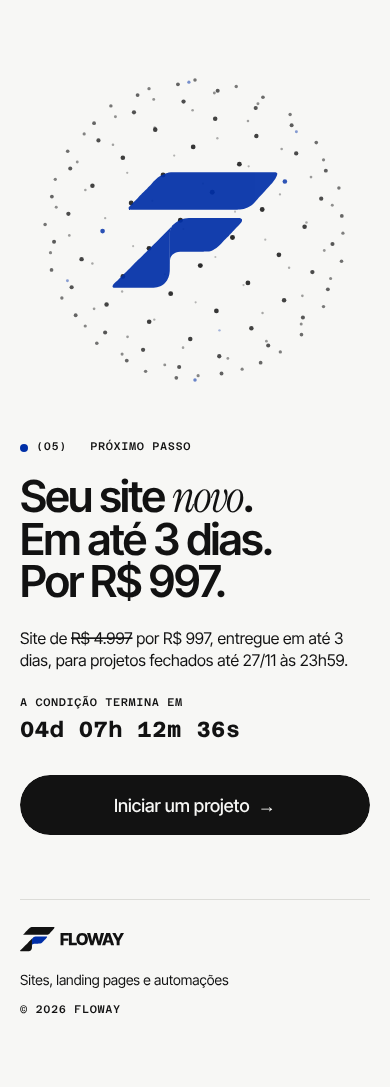 (05) PRÓXIMO PASSO
Seu site novo.
Em até 3 dias.
Por R$ 997.
Site de R$ 4.997 por R$ 997, entregue em até 3
dias, para projetos fechados até 27/11 às 23h59.
A CONDIÇÃO TERMINA EM
04d 07h 12m 36s
Iniciar um projeto →
FLOWAY
Sites, landing pages e automações
© 2026 FLOWAY